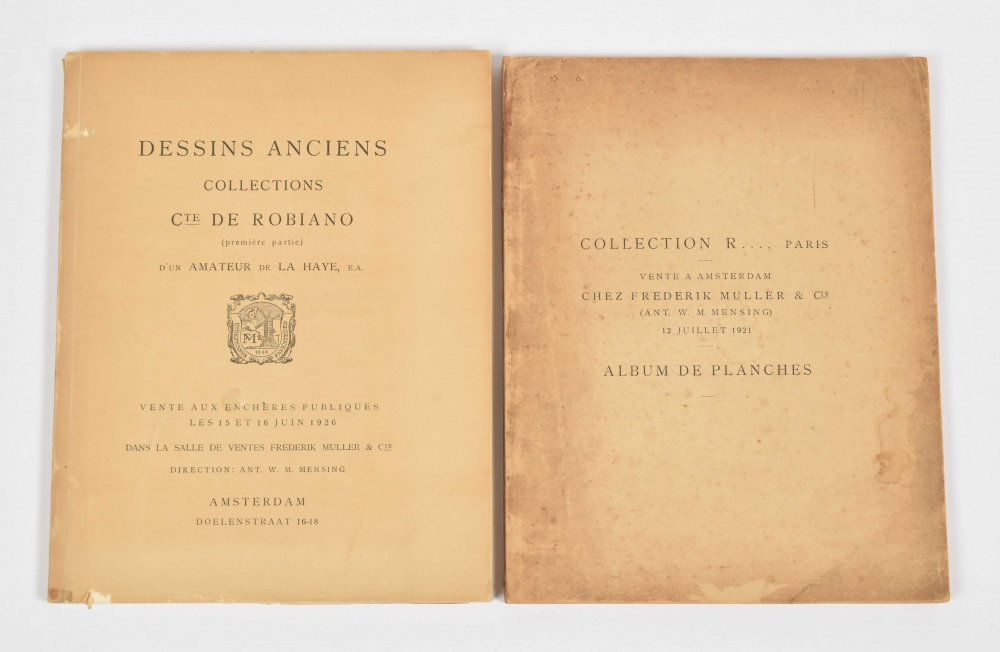 DESSINS ANCIENS
COLLECTIONS
CTE DE ROBIANO
(première partie)
D'UN AMATEUR DE LA HAYE, E.A.
M
1843
VENTE AUX ENCHÈRES PUBLIQUES
LES 15 ET 16 JUIN 1926
DANS LA SALLE DE VENTES FREDERIK MULLER & CIE
DIRECTION: ANT. W. M. MENSING
AMSTERDAM
DOELENSTRAAT 16-18
COLLECTION R..., PARIS
VENTE A AMSTERDAM
CHEZ FREDERIK MULLER & CIE
(ANT. W. M. MENSING)
12 JUILLET 1921
ALBUM DE PLANCHES